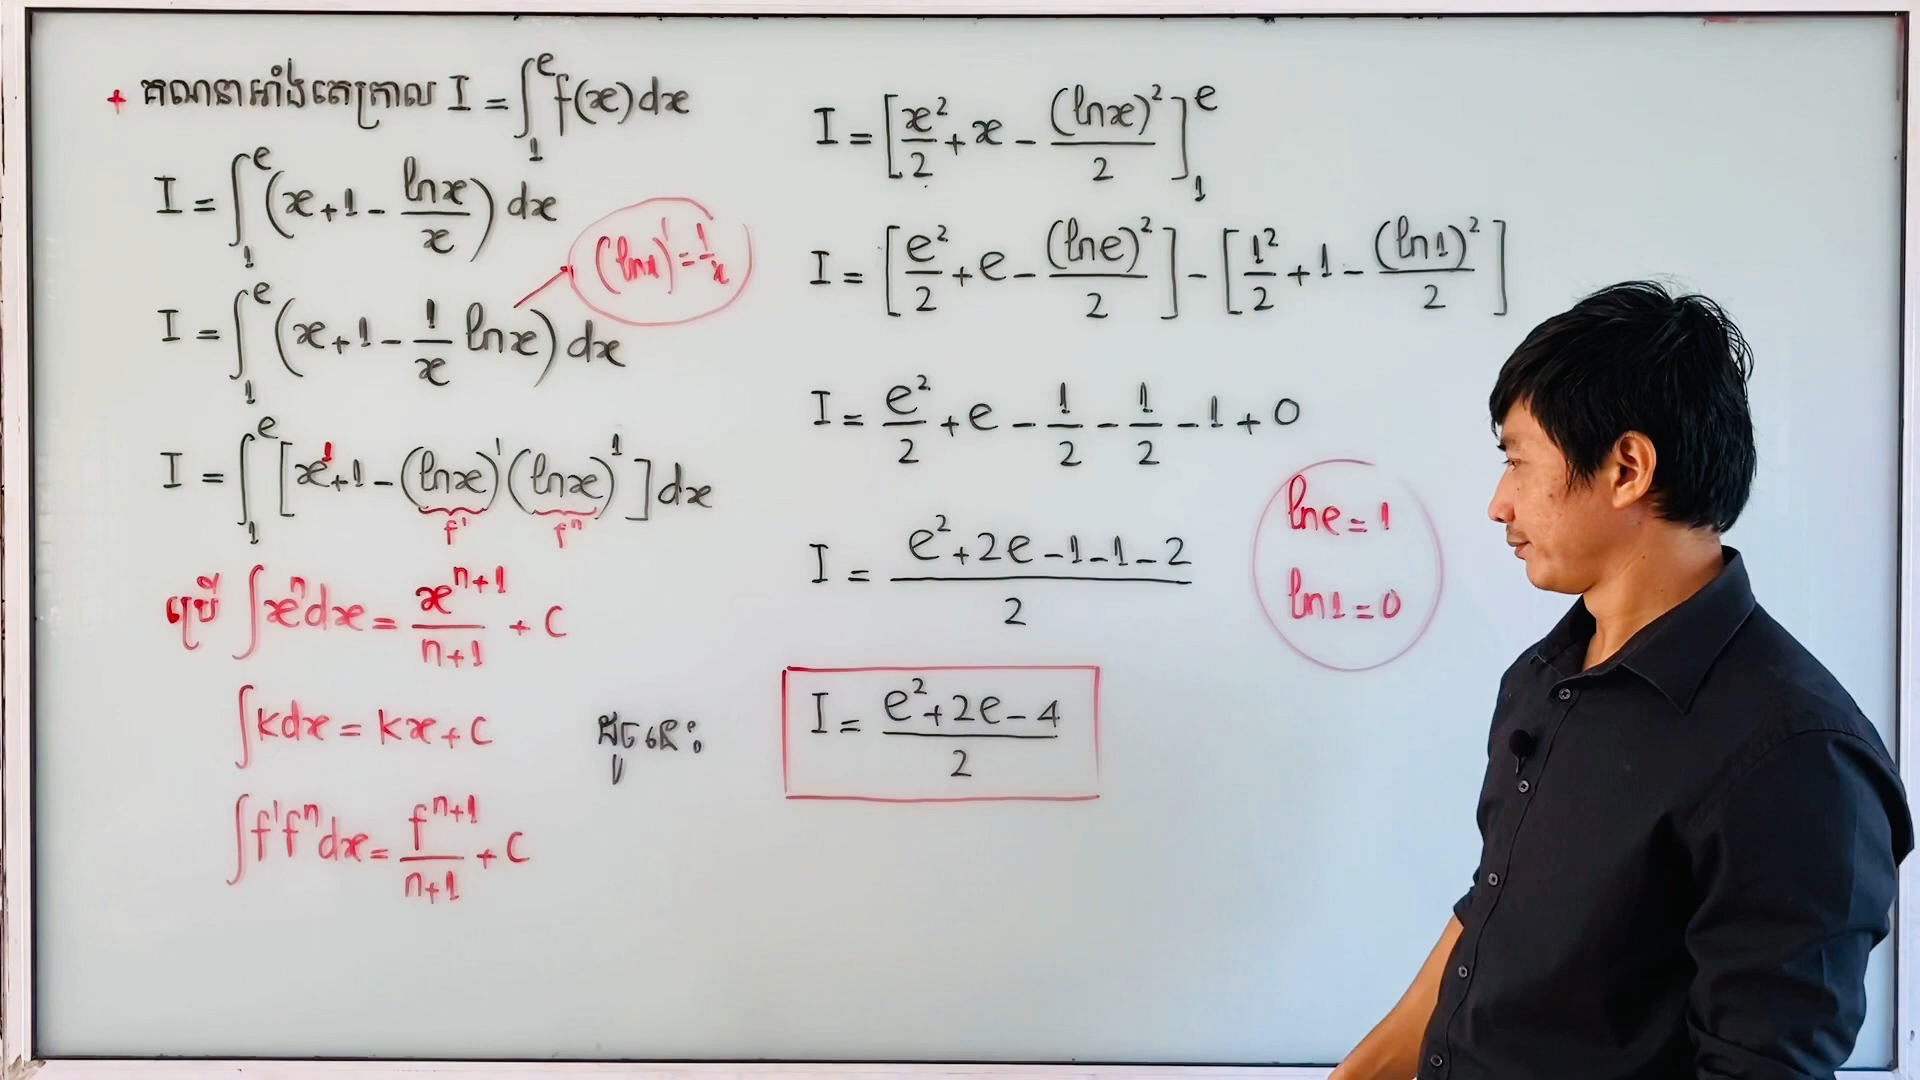 + គណនាអាំងតេក្រាល I = ∫₁ᵉ f(x)dx
I = ∫₁ᵉ (x+1 - lnx/x) dx
(lnx)' = 1/x
I = ∫₁ᵉ (x+1 - 1/x lnx) dx
I = ∫₁ᵉ [x¹+1 - (lnx)'(lnx)¹] dx
f' fⁿ
ប្រើ ∫xⁿdx = xⁿ⁺¹/n+1 + C
∫kdx = kx + C
∫f'fⁿdx = fⁿ⁺¹/n+1 + C
I = [x²/2 + x - (lnx)²/2]₁ᵉ
I = [e²/2 + e - (lne)²/2] - [1²/2 + 1 - (ln1)²/2]
I = e²/2 + e - 1/2 - 1/2 - 1 + 0
I = e²+2e-1-1-2/2
lne = 1
ln1 = 0
ដូចនេះ I = e²+2e-4/2